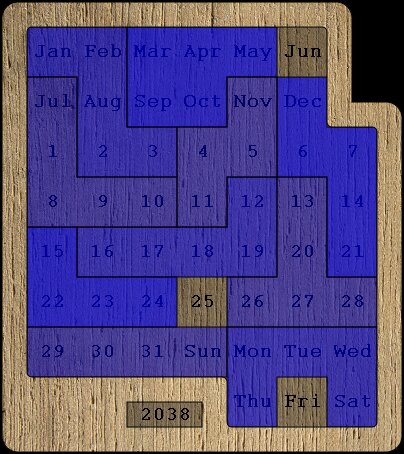 Jan Feb Mar Apr May Jun
Jul Aug Sep Oct Nov Dec
1 2 3 4 5 6 7
8 9 10 11 12 13 14
15 16 17 18 19 20 21
22 23 24 25 26 27 28
29 30 31 Sun Mon Tue Wed
Thu Fri Sat
2038